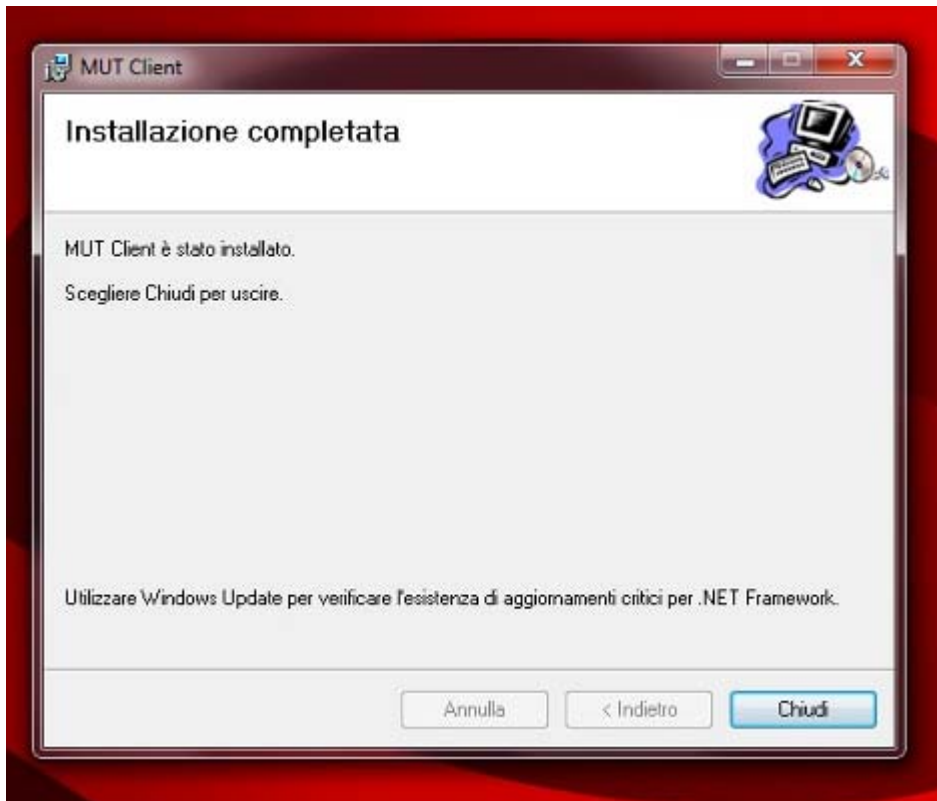 MUT Client
Installazione completata
MUT Client è stato installato.
Scegliere Chiudi per uscire.
Utilizzare Windows Update per verificare l'esistenza di aggiornamenti critici per .NET Framework.
Annulla
< Indietro
Chiudi